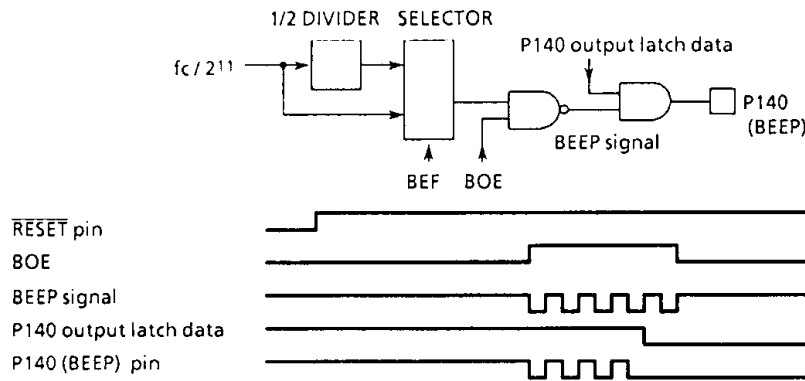 1/2 DIVIDER SELECTOR
P140 output latch data
fc / 2¹¹
P140
(BEEP)
BEEP signal
BEF
BOE
R̅E̅S̅E̅T̅ pin
BOE
BEEP signal
P140 output latch data
P140 (BEEP) pin